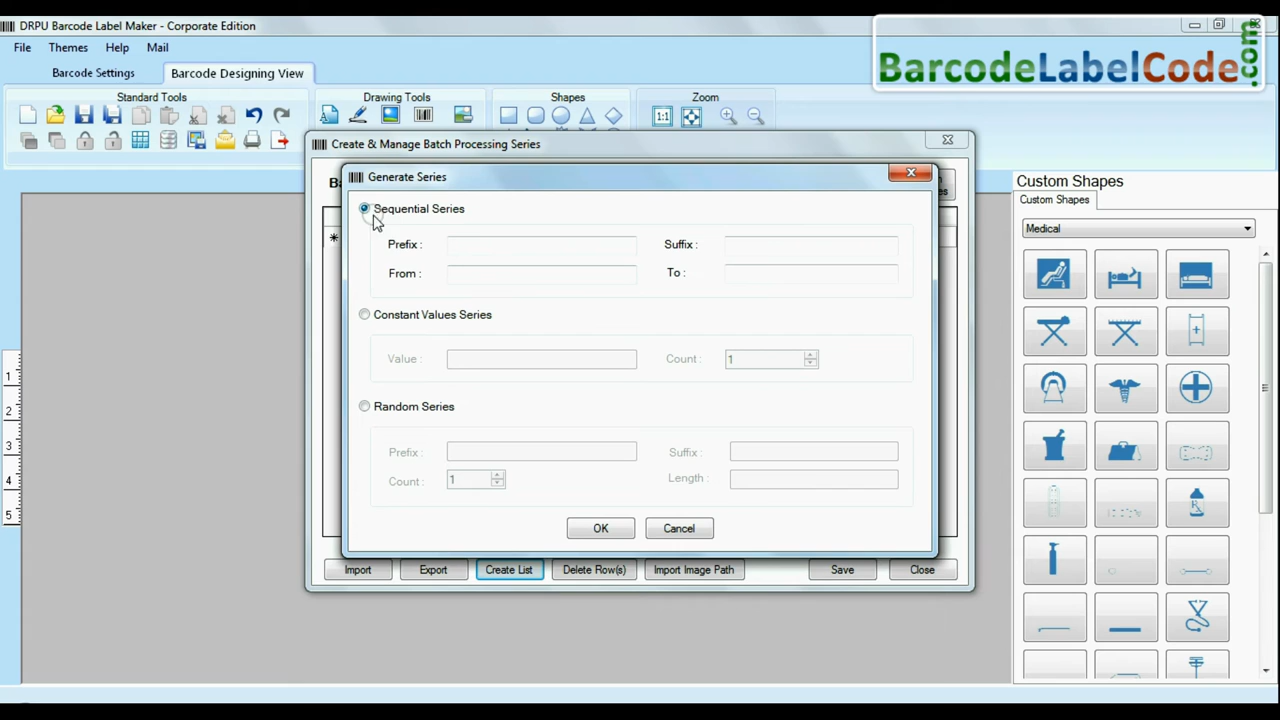 DRPU Barcode Label Maker - Corporate Edition
BarcodeLabelCode.com
File Themes Help Mail
Barcode Settings Barcode Designing View
Standard Tools Drawing Tools Shapes Zoom
1:1
Create & Manage Batch Processing Series
Generate Series
Custom Shapes
Custom Shapes
Medical
Sequential Series
Prefix : Suffix :
From : To :
Constant Values Series
Value : Count : 1
Random Series
Prefix : Suffix :
Count : 1 Length :
OK Cancel
Import Export Create List Delete Row(s) Import Image Path Save Close
1
2
3
4
5